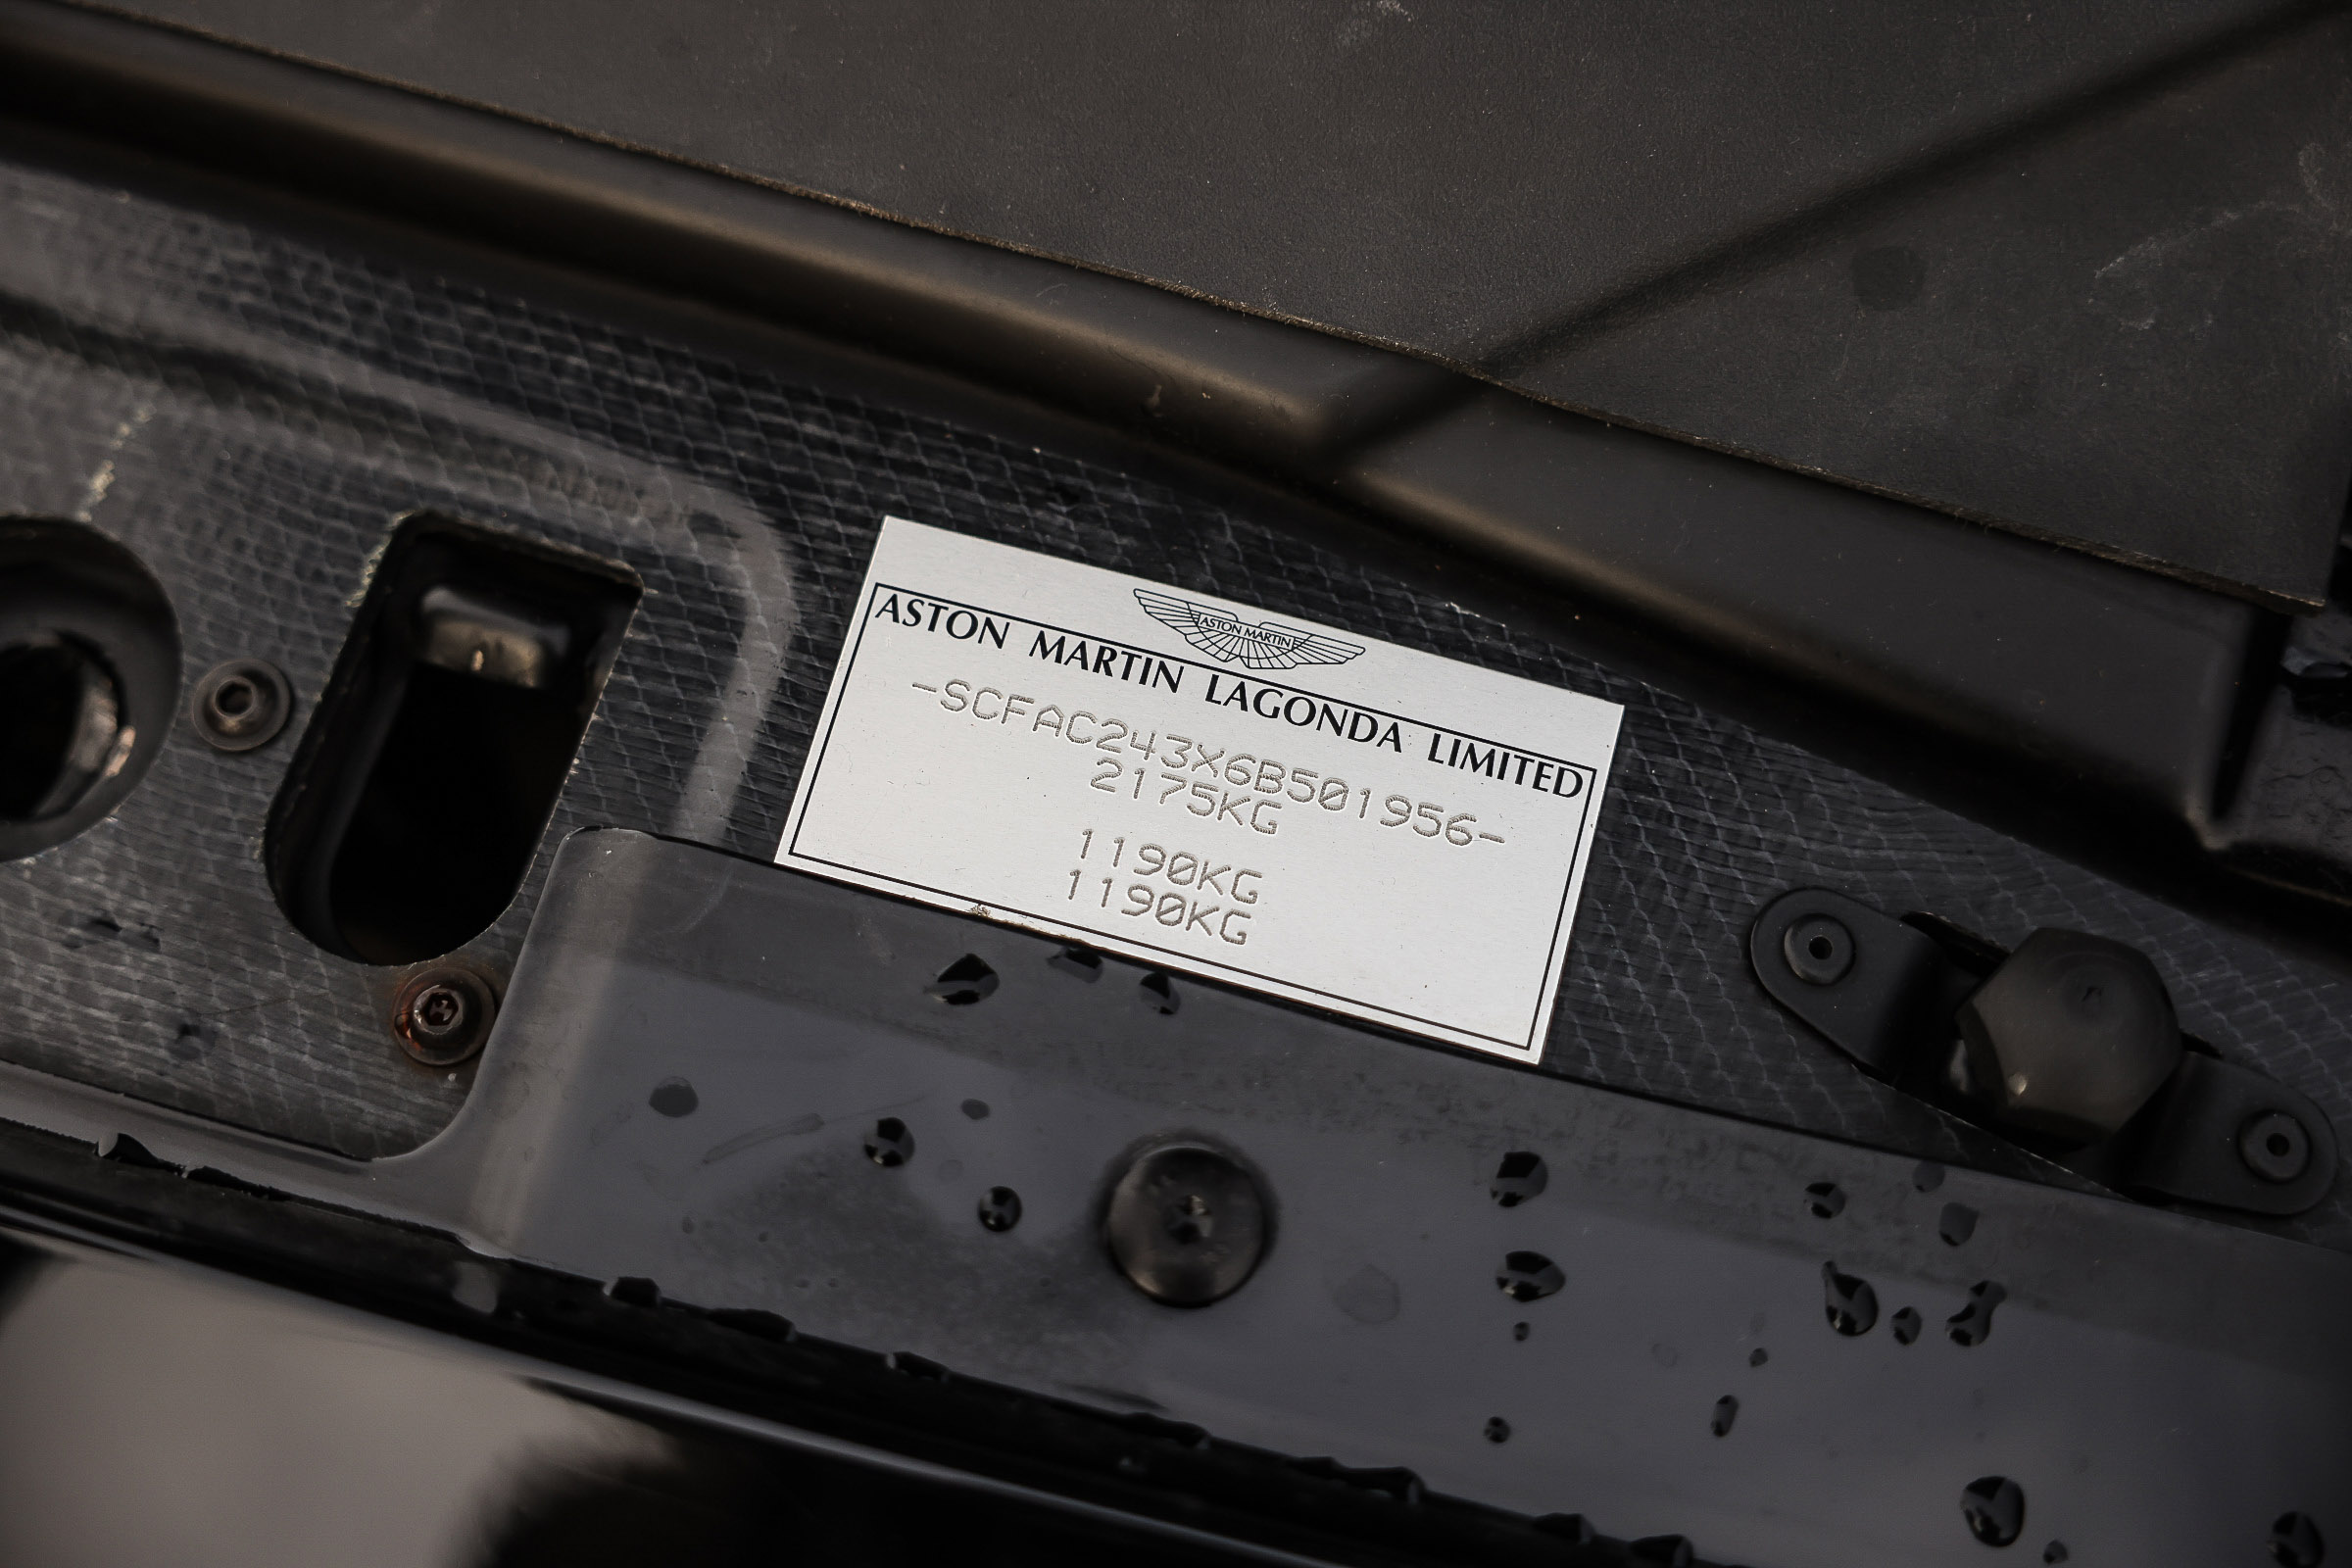 ASTON MARTIN
ASTON MARTIN LAGONDA LIMITED
-SCFAC243X6B501956-
2175KG
1190KG
1190KG